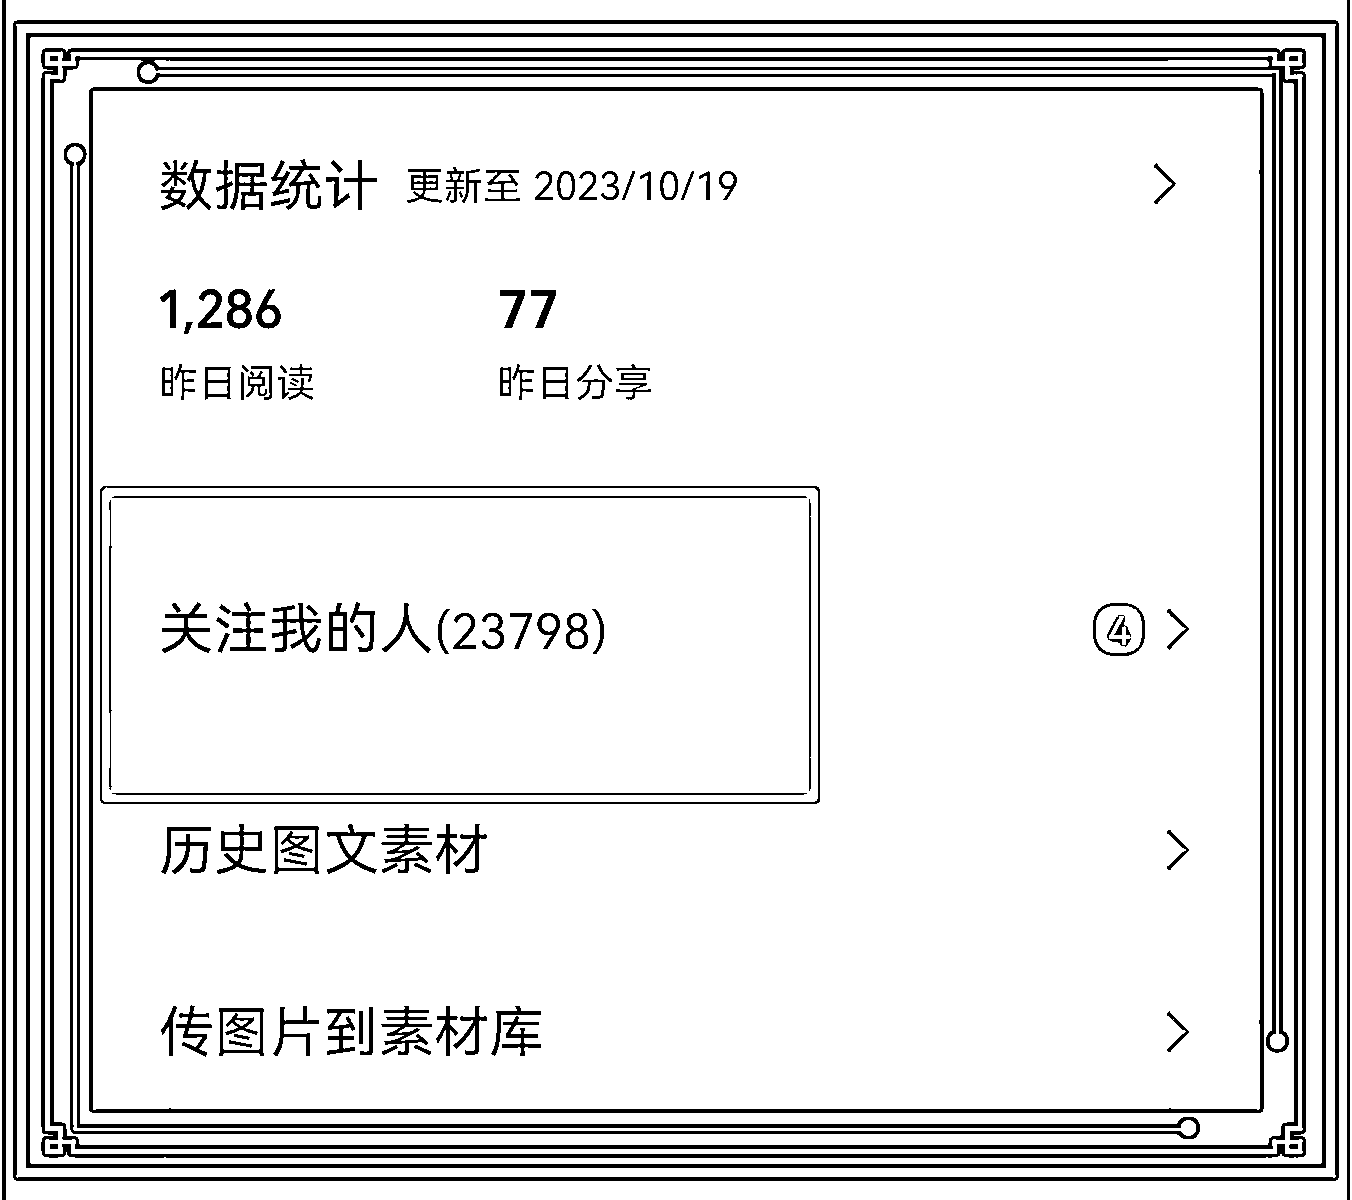 数据统计 更新至 2023/10/19
1,286 77
昨日阅读 昨日分享
关注我的人(23798) 4
历史图文素材
传图片到素材库